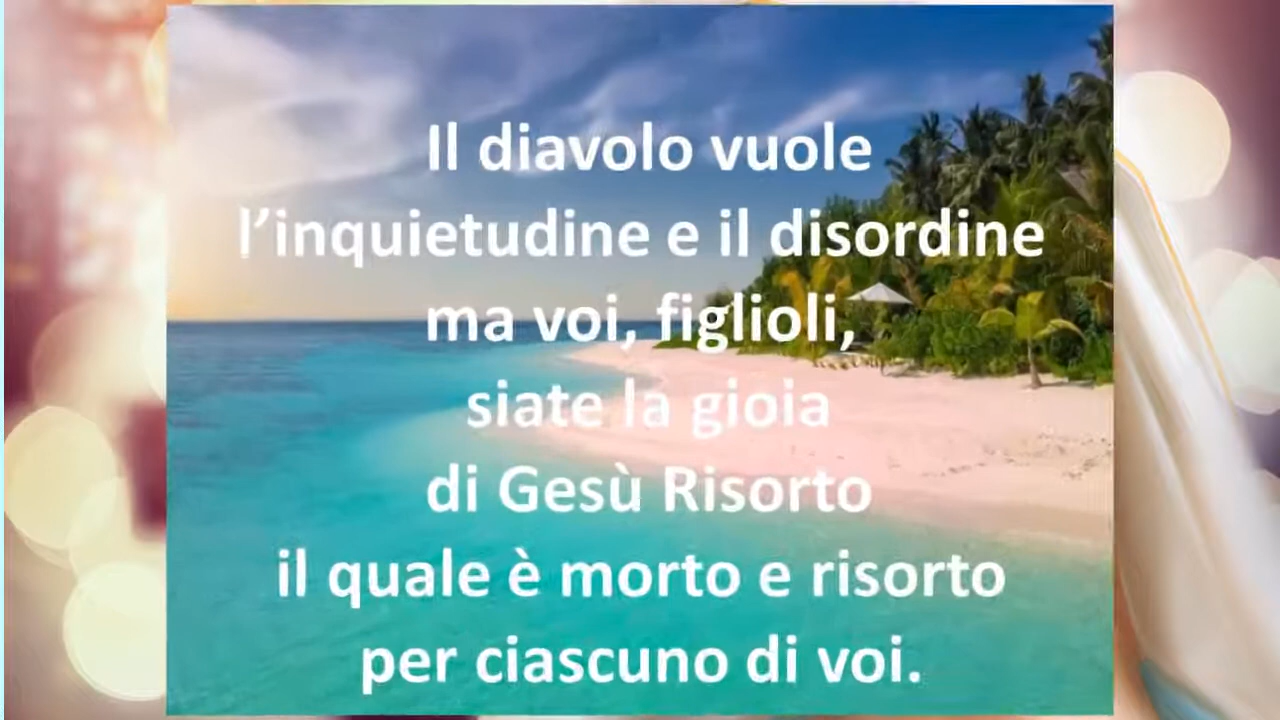 Il diavolo vuole
l’inquietudine e il disordine
ma voi, figlioli,
siate la gioia
di Gesù Risorto
il quale è morto e risorto
per ciascuno di voi.